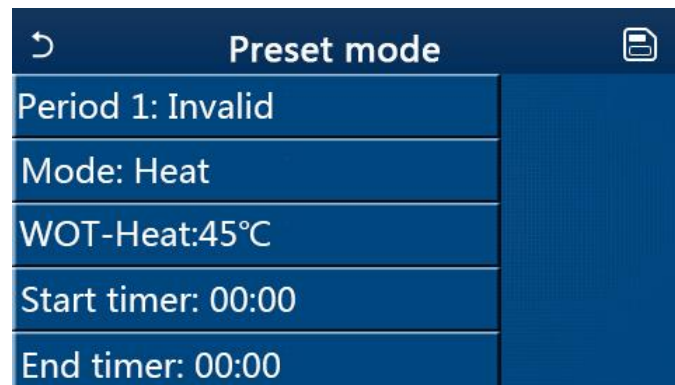 Preset mode
Period 1: Invalid
Mode: Heat
WOT-Heat:45℃
Start timer: 00:00
End timer: 00:00